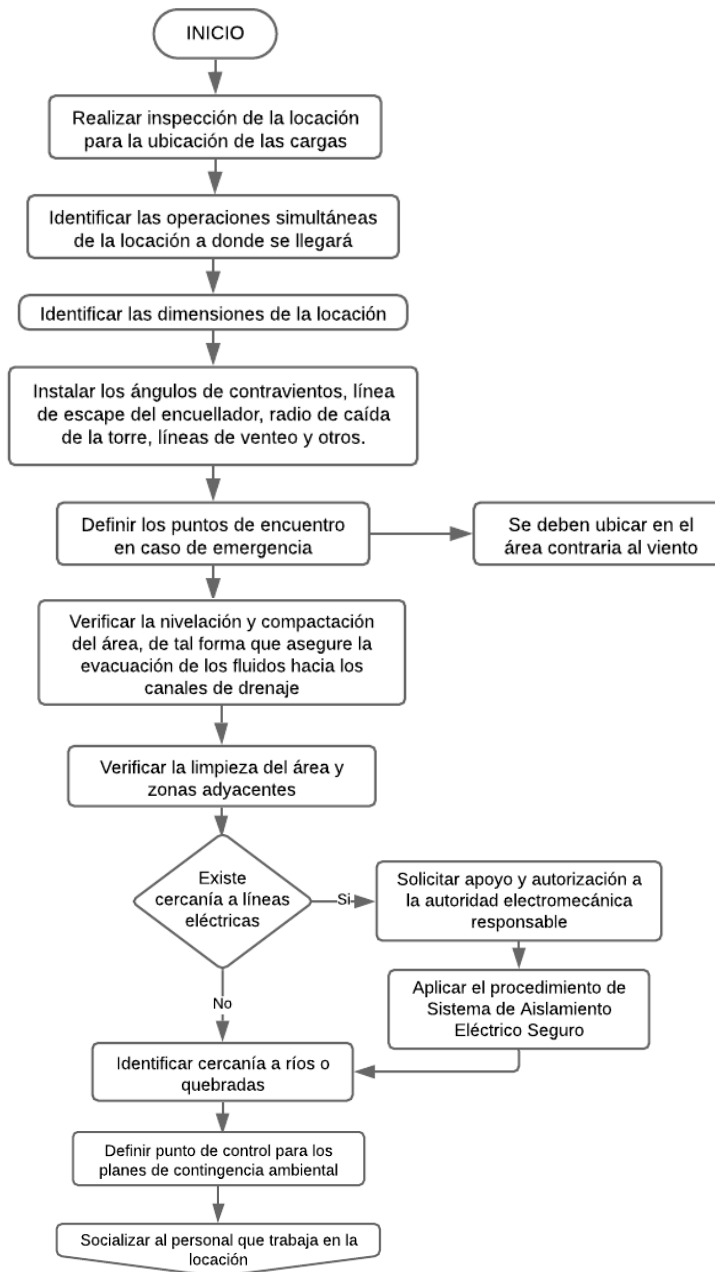 INICIO
Realizar inspección de la locación
para la ubicación de las cargas
Identificar las operaciones simultáneas
de la locación a donde se llegará
Identificar las dimensiones de la locación
Instalar los ángulos de contravientos, línea
de escape del encuellador, radio de caída
de la torre, líneas de venteo y otros.
Definir los puntos de encuentro
en caso de emergencia
Se deben ubicar en el
área contraria al viento
Verificar la nivelación y compactación
del área, de tal forma que asegure la
evacuación de los fluidos hacia los
canales de drenaje
Verificar la limpieza del área y
zonas adyacentes
Existe
cercanía a líneas
eléctricas
Si
Solicitar apoyo y autorización a
la autoridad electromecánica
responsable
Aplicar el procedimiento de
Sistema de Aislamiento
Eléctrico Seguro
No
Identificar cercanía a ríos o
quebradas
Definir punto de control para los
planes de contingencia ambiental
Socializar al personal que trabaja en la
locación